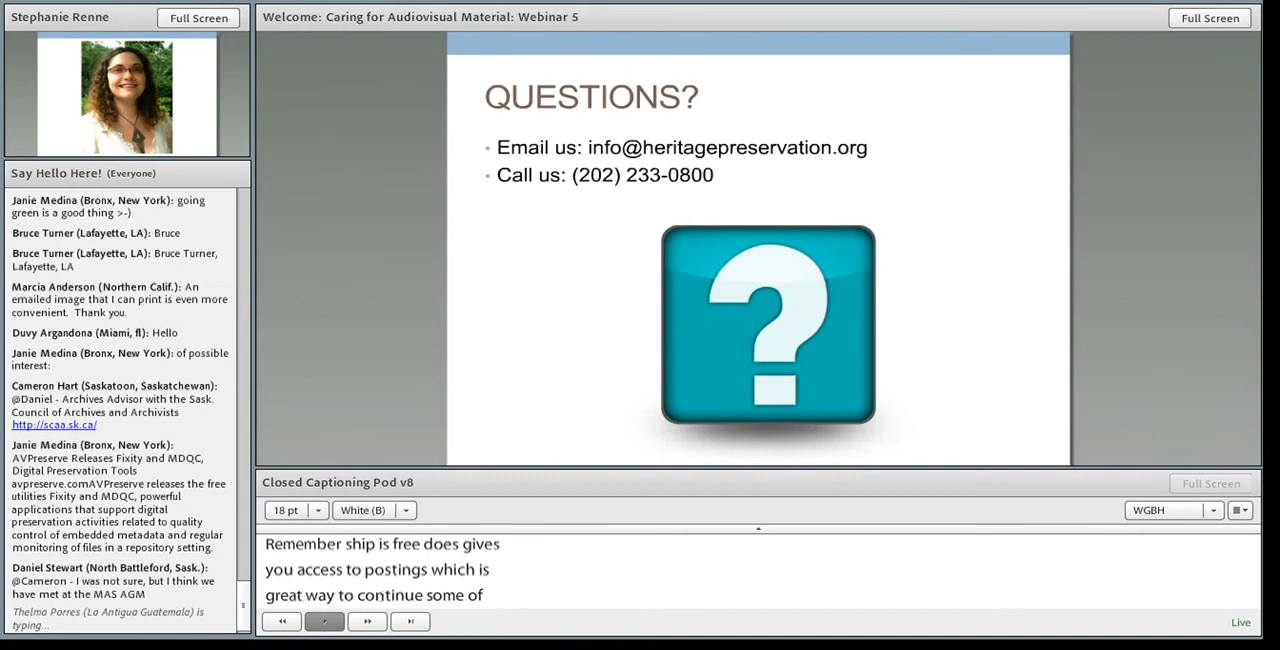 Stephanie Renne
Full Screen
Say Hello Here! (Everyone)
Janie Medina (Bronx, New York): going
green is a good thing >-)
Bruce Turner (Lafayette, LA): Bruce
Bruce Turner (Lafayette, LA): Bruce Turner,
Lafayette, LA
Marcia Anderson (Northern Calif.): An
emailed image that I can print is even more
convenient. Thank you.
Duvy Argandona (Miami, fl): Hello
Janie Medina (Bronx, New York): of possible
interest:
Cameron Hart (Saskatoon, Saskatchewan):
@Daniel - Archives Advisor with the Sask.
Council of Archives and Archivists
http://scaa.sk.ca/
Janie Medina (Bronx, New York):
AVPreserve Releases Fixity and MDQC,
Digital Preservation Tools
avpreserve.comAVPreserve releases the free
utilities Fixity and MDQC, powerful
applications that support digital
preservation activities related to quality
control of embedded metadata and regular
monitoring of files in a repository setting.
Daniel Stewart (North Battleford, Sask.):
@Cameron - I was not sure, but I think we
have met at the MAS AGM
Thelma Porres (La Antigua Guatemala) is
typing...
Welcome: Caring for Audiovisual Material: Webinar 5
Full Screen
QUESTIONS?
• Email us: info@heritagepreservation.org
• Call us: (202) 233-0800
?
Closed Captioning Pod v8
Full Screen
18 pt
White (B)
WGBH
Remember ship is free does gives
you access to postings which is
great way to continue some of
Live